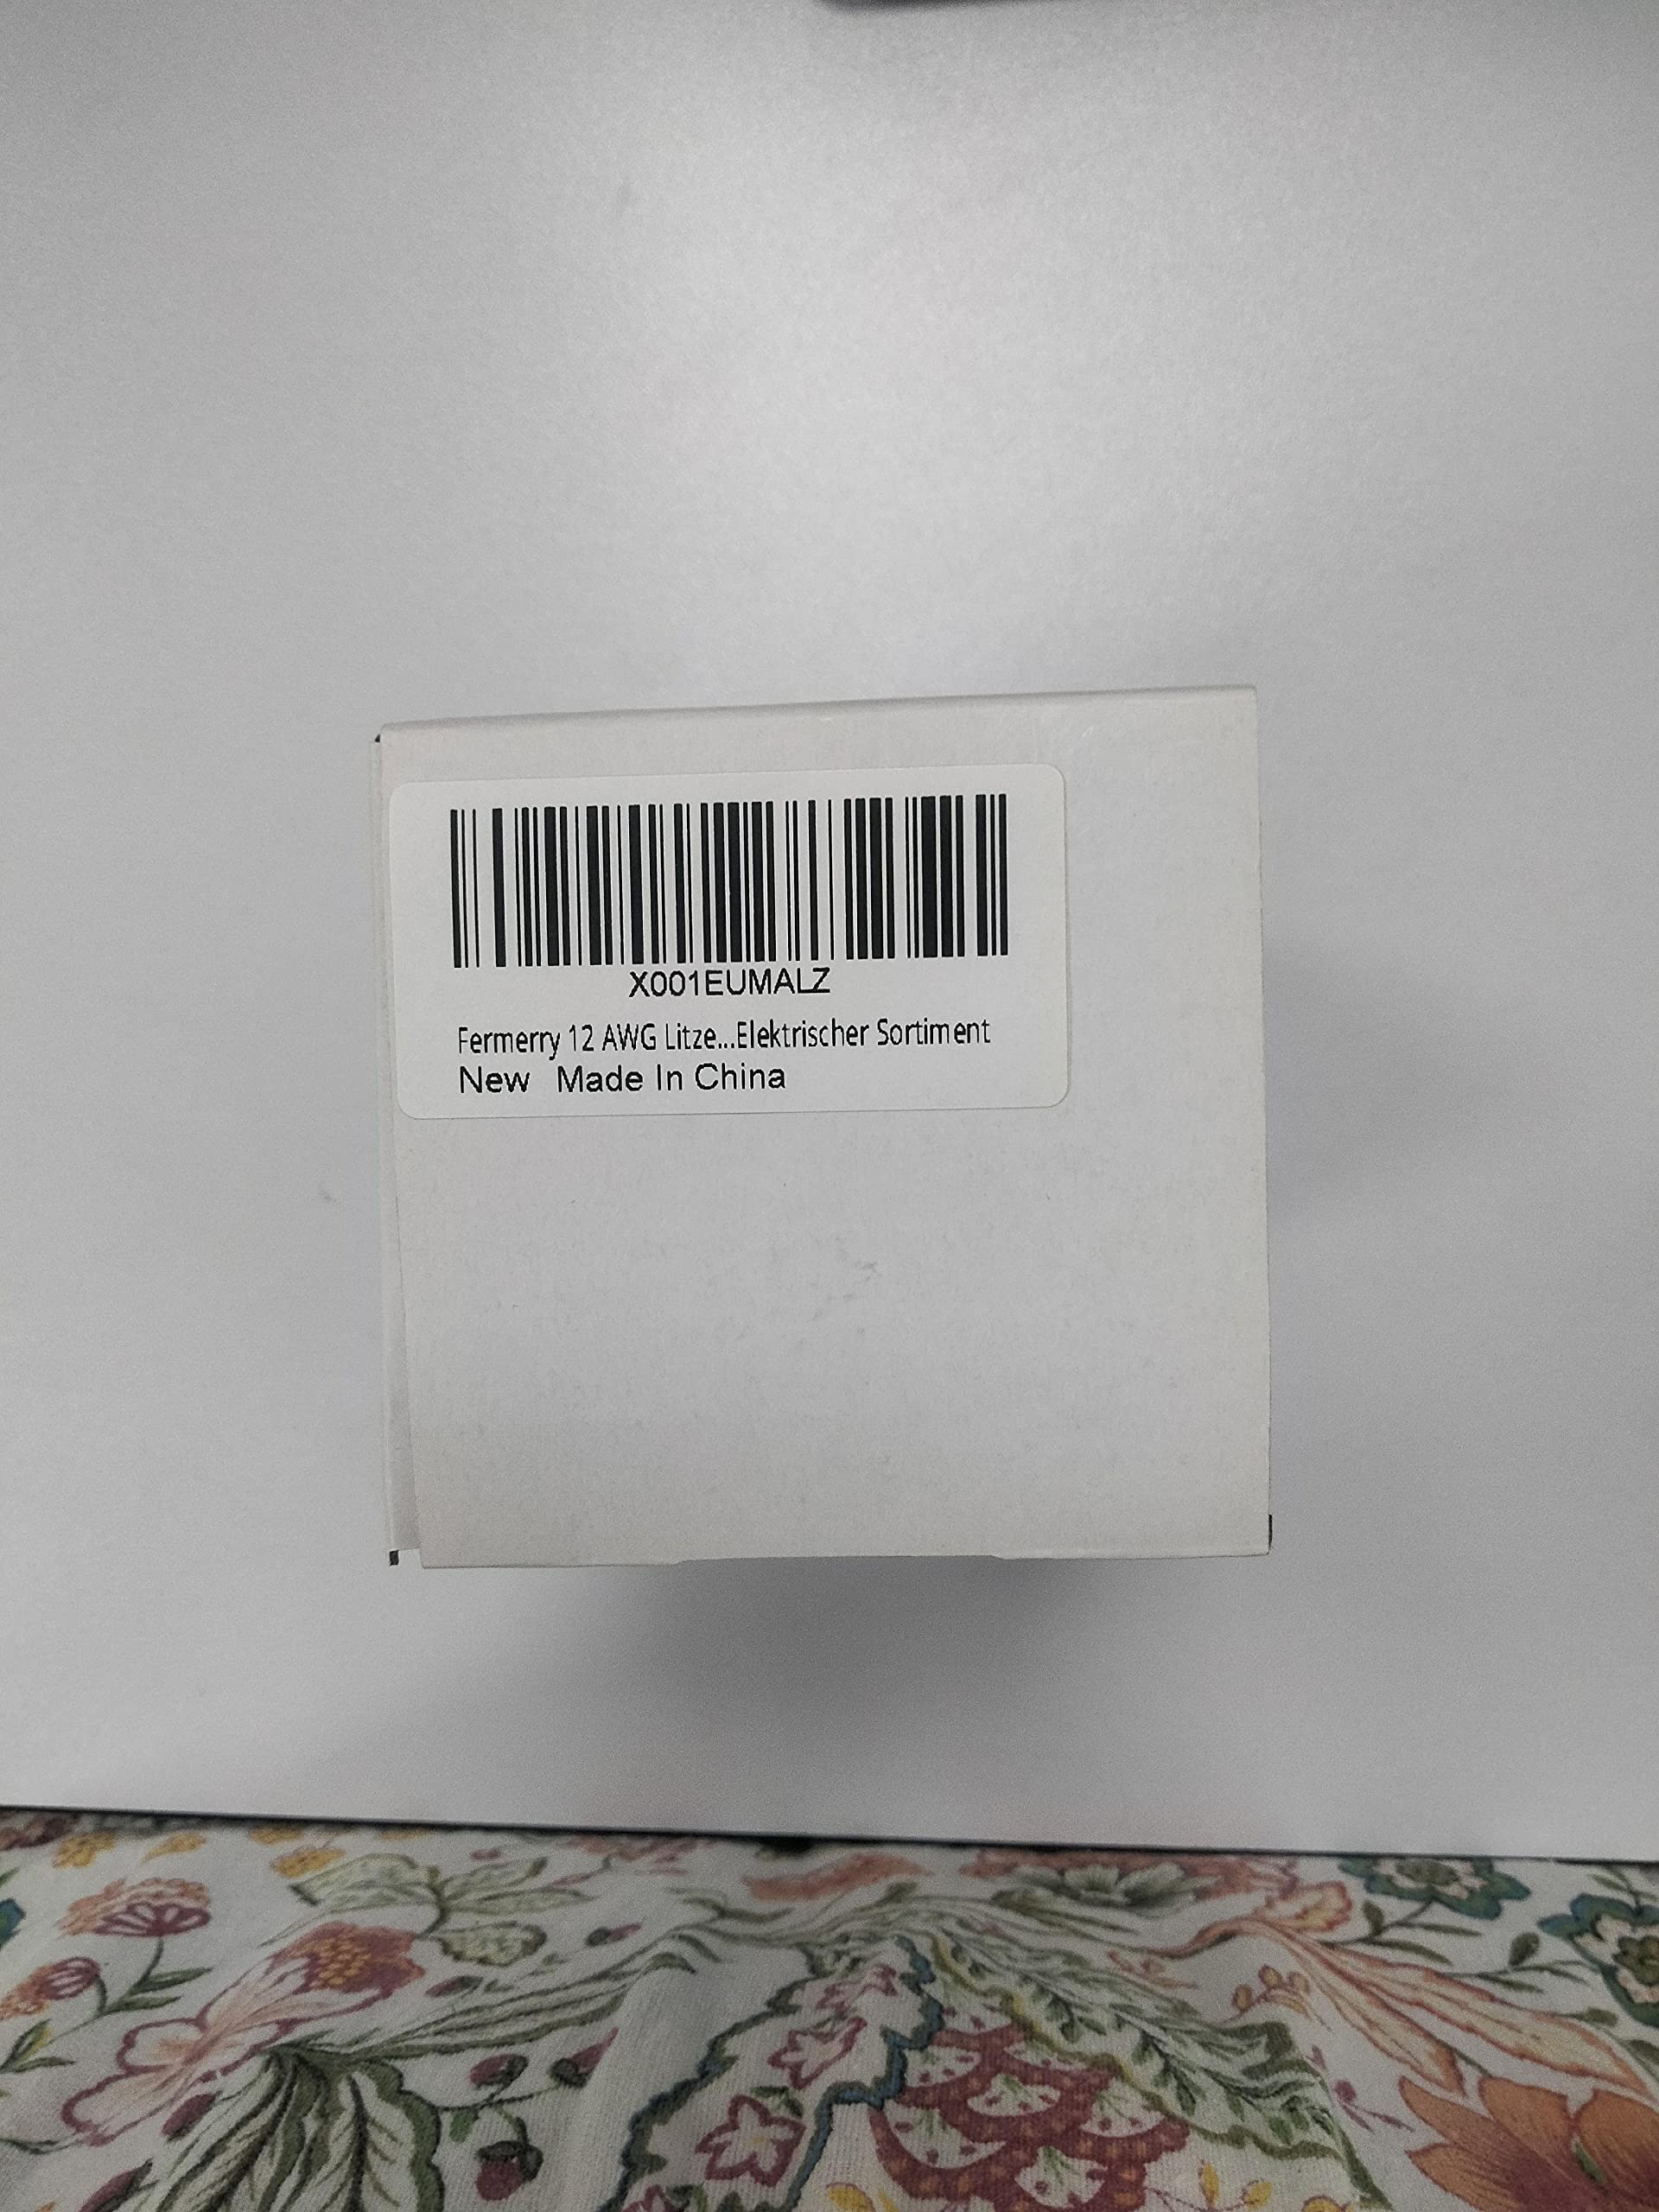 X001EUMALZ
Fermerry 12 AWG Litze...Elektrischer Sortiment
New Made In China